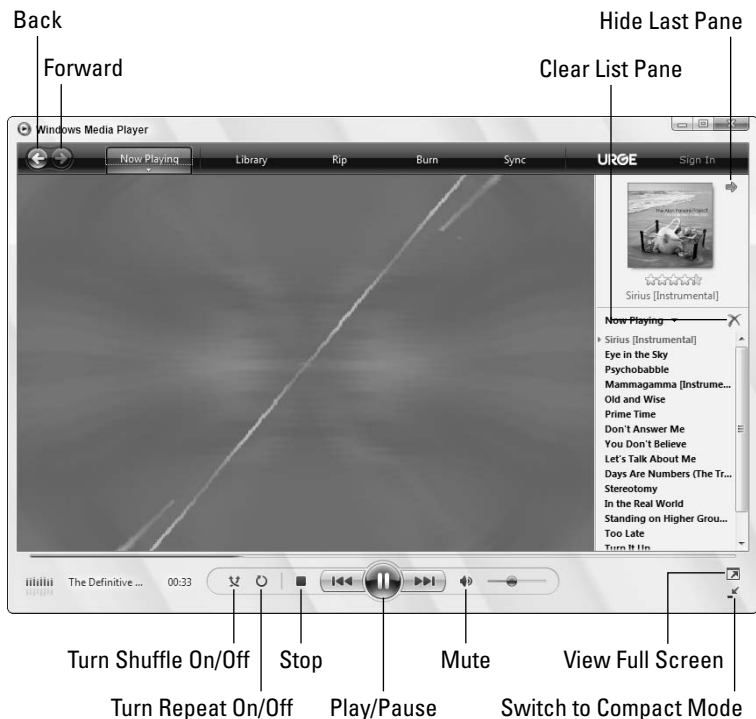 Back
Hide Last Pane
Forward
Clear List Pane
Windows Media Player
Now Playing
Library
Rip
Burn
Sync
URGE
Sign In
The Alan Parsons Project
Sirius [Instrumental]
Now Playing
Sirius [Instrumental]
Eye in the Sky
Psychobabble
Mammagamma [Instrume...
Old and Wise
Prime Time
Don't Answer Me
You Don't Believe
Let's Talk About Me
Days Are Numbers (The Tr...
Stereotomy
In the Real World
Standing on Higher Grou...
Too Late
Turn It Up
The Definitive ...
00:33
Turn Shuffle On/Off
Stop
Mute
View Full Screen
Turn Repeat On/Off
Play/Pause
Switch to Compact Mode